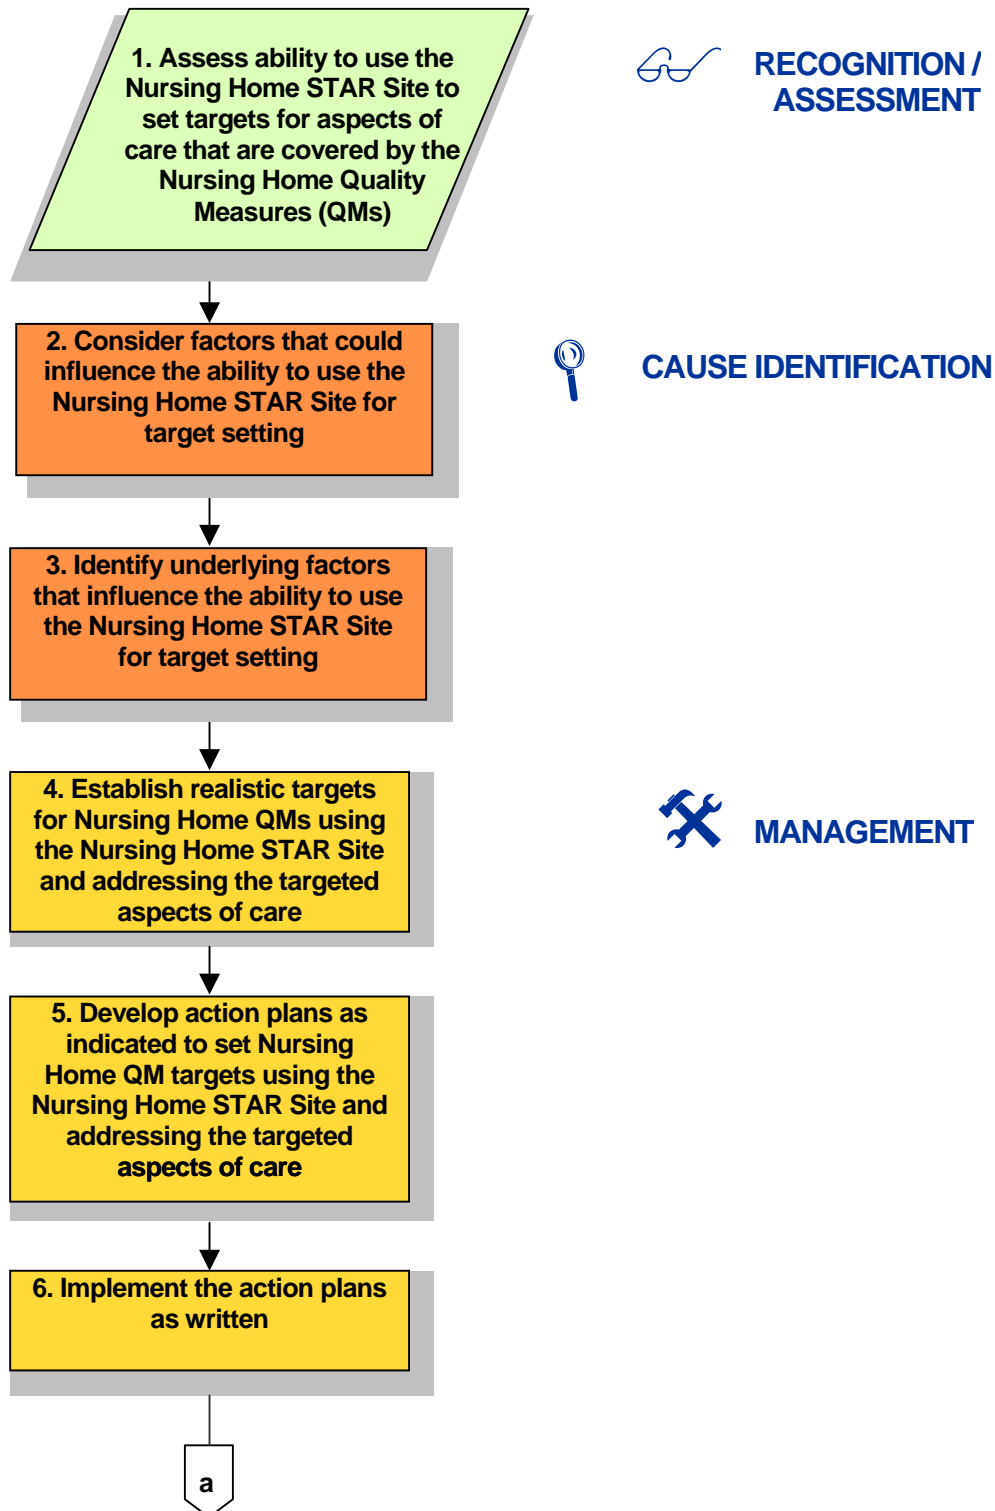 1. Assess ability to use the
Nursing Home STAR Site to
set targets for aspects of
care that are covered by the
Nursing Home Quality
Measures (QMs)
RECOGNITION /
ASSESSMENT
2. Consider factors that could
influence the ability to use the
Nursing Home STAR Site for
target setting
CAUSE IDENTIFICATION
3. Identify underlying factors
that influence the ability to use
the Nursing Home STAR Site
for target setting
4. Establish realistic targets
for Nursing Home QMs using
the Nursing Home STAR Site
and addressing the targeted
aspects of care
MANAGEMENT
5. Develop action plans as
indicated to set Nursing
Home QM targets using the
Nursing Home STAR Site and
addressing the targeted
aspects of care
6. Implement the action plans
as written
a